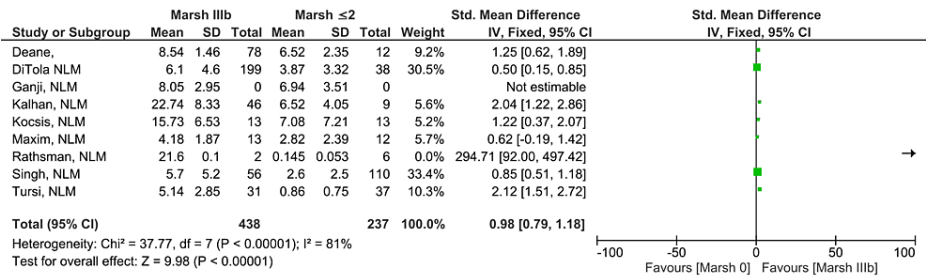 Marsh IIIb Marsh ≤2 Std. Mean Difference Std. Mean Difference
Study or Subgroup Mean SD Total Mean SD Total Weight IV, Fixed, 95% CI IV, Fixed, 95% CI
Deane, 8.54 1.46 78 6.52 2.35 12 9.2% 1.25 [0.62, 1.89]
DiTola NLM 6.1 4.6 199 3.87 3.32 38 30.5% 0.50 [0.15, 0.85]
Ganji, NLM 8.05 2.95 0 6.94 3.51 0 Not estimable
Kalhan, NLM 22.74 8.33 46 6.52 4.05 9 5.6% 2.04 [1.22, 2.86]
Kocsis, NLM 15.73 6.53 13 7.08 7.21 13 5.2% 1.22 [0.37, 2.07]
Maxim, NLM 4.18 1.87 13 2.82 2.39 12 5.7% 0.62 [-0.19, 1.42]
Rathsman, NLM 21.6 0.1 2 0.145 0.053 6 0.0% 294.71 [92.00, 497.42]
Singh, NLM 5.7 5.2 56 2.6 2.5 110 33.4% 0.85 [0.51, 1.18]
Tursi, NLM 5.14 2.85 31 0.86 0.75 37 10.3% 2.12 [1.51, 2.72]
Total (95% CI) 438 237 100.0% 0.98 [0.79, 1.18]
Heterogeneity: Chi² = 37.77, df = 7 (P < 0.00001); I² = 81%
Test for overall effect: Z = 9.98 (P < 0.00001)
-100 -50 0 50 100
Favours [Marsh 0] Favours [Marsh IIIb]